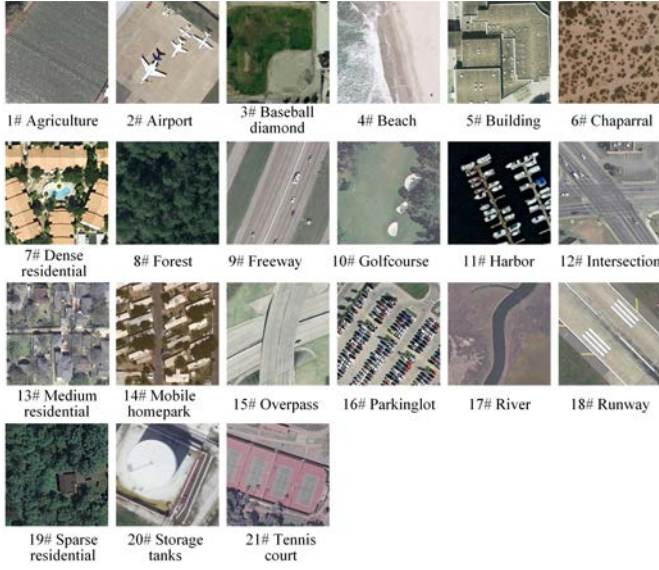 1# Agriculture
2# Airport
3# Baseball
diamond
4# Beach
5# Building
6# Chaparral
7# Dense
residential
8# Forest
9# Freeway
10# Golfcourse
11# Harbor
12# Intersection
13# Medium
residential
14# Mobile
homepark
15# Overpass
16# Parkinglot
17# River
18# Runway
19# Sparse
residential
20# Storage
tanks
21# Tennis
court